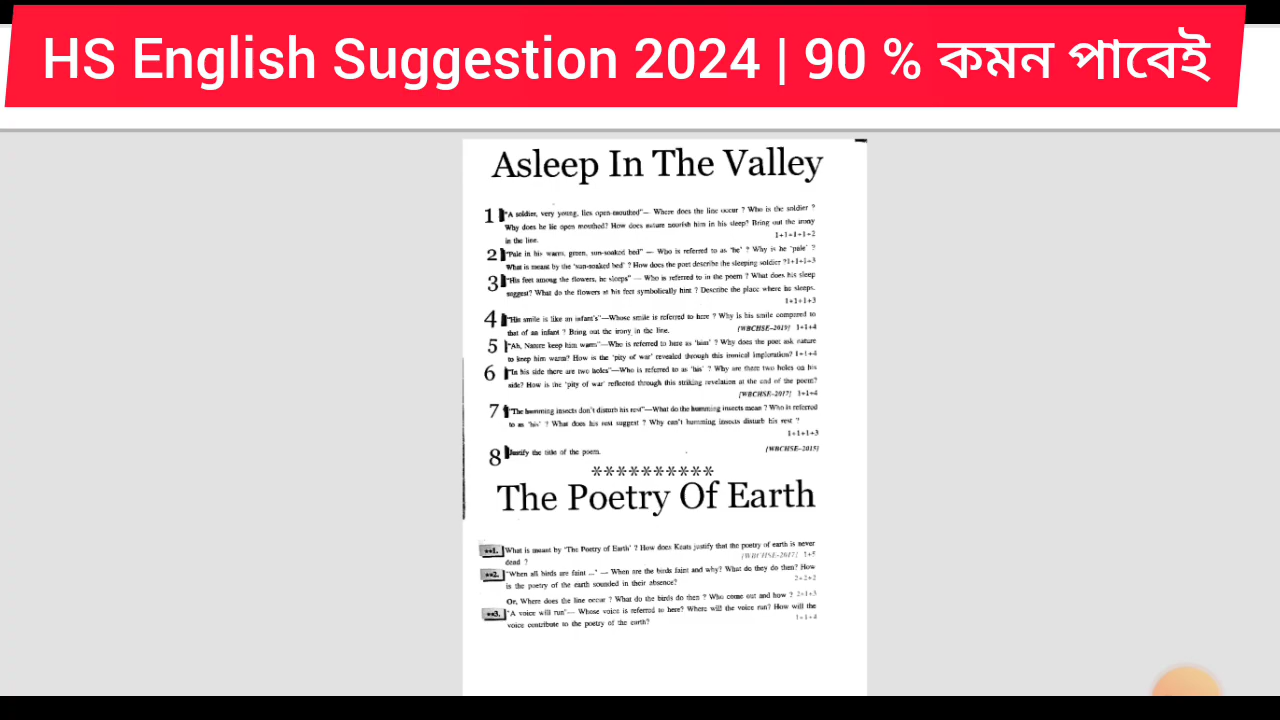 HS English Suggestion 2024 | 90 % কমন পাবেই
Asleep In The Valley
1 "A soldier, very young, lies open-mouthed"— Where does the line occur ? Who is the soldier ?
Why does he lie open mouthed? How does nature nourish him in his sleep? Bring out the irony
in the line. 1+1+1+1+2
2 "Pale in his warm, green, sun-soaked bed" — Who is referred to as 'he' ? Why is he 'pale' ?
What is meant by the 'sun-soaked bed' ? How does the poet describe the sleeping soldier ?1+1+1+3
3 "His feet among the flowers, he sleeps" — Who is referred to in the poem ? What does his sleep
suggest? What do the flowers at his feet symbolically hint ? Describe the place where he sleeps.
1+1+1+3
4 "His smile is like an infant's"—Whose smile is referred to here ? Why is his smile compared to
that of an infant ? Bring out the irony in the line. [WBCHSE-2019] 1+1+4
5 "Ah, Nature keep him warm"—Who is referred to here as 'him' ? Why does the poet ask nature
to keep him warm? How is the 'pity of war' revealed through this ironical imploration? 1+1+4
6 "In his side there are two holes"—Who is referred to as 'his' ? Why are there two holes on his
side? How is the 'pity of war' reflected through this striking revelation at the end of the poem?
[WBCHSE-2017] 1+1+4
7 "The humming insects don't disturb his rest"—What do the humming insects mean ? Who is referred
to as 'his' ? What does his rest suggest ? Why can't humming insects disturb his rest ?
1+1+1+3
8 Justify the title of the poem. [WBCHSE-2015]
**********
The Poetry Of Earth
**1. What is meant by 'The Poetry of Earth' ? How does Keats justify that the poetry of earth is never
dead ? [WBCHSE-2017] 1+5
**2. "When all birds are faint ..." — When are the birds faint and why? What do they do then? How
is the poetry of the earth sounded in their absence? 2+2+2
Or, Where does the line occur ? What do the birds do then ? Who come out and how ? 2+1+3
**3. "A voice will run"— Whose voice is referred to here? Where will the voice run? How will the
voice contribute to the poetry of the earth? 1+1+4